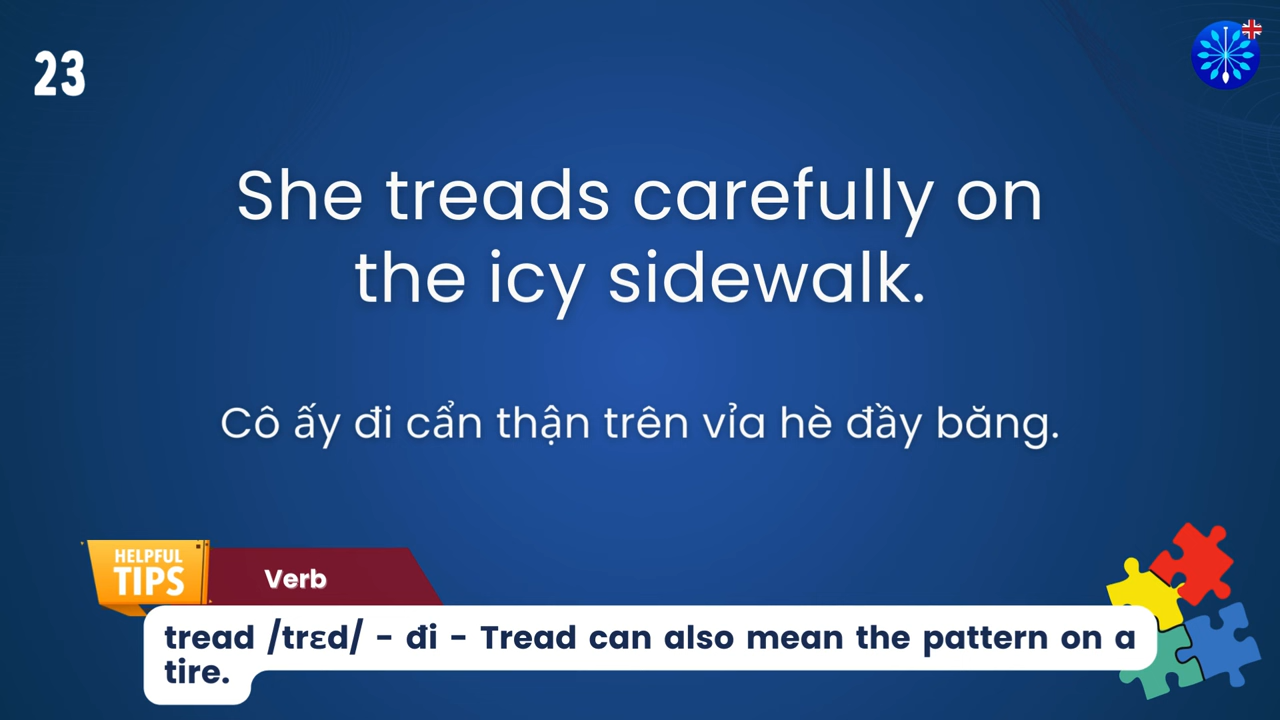 23
She treads carefully on
the icy sidewalk.
Cô ấy đi cẩn thận trên vỉa hè đầy băng.
HELPFUL
TIPS
Verb
tread /trɛd/ - đi - Tread can also mean the pattern on a
tire.